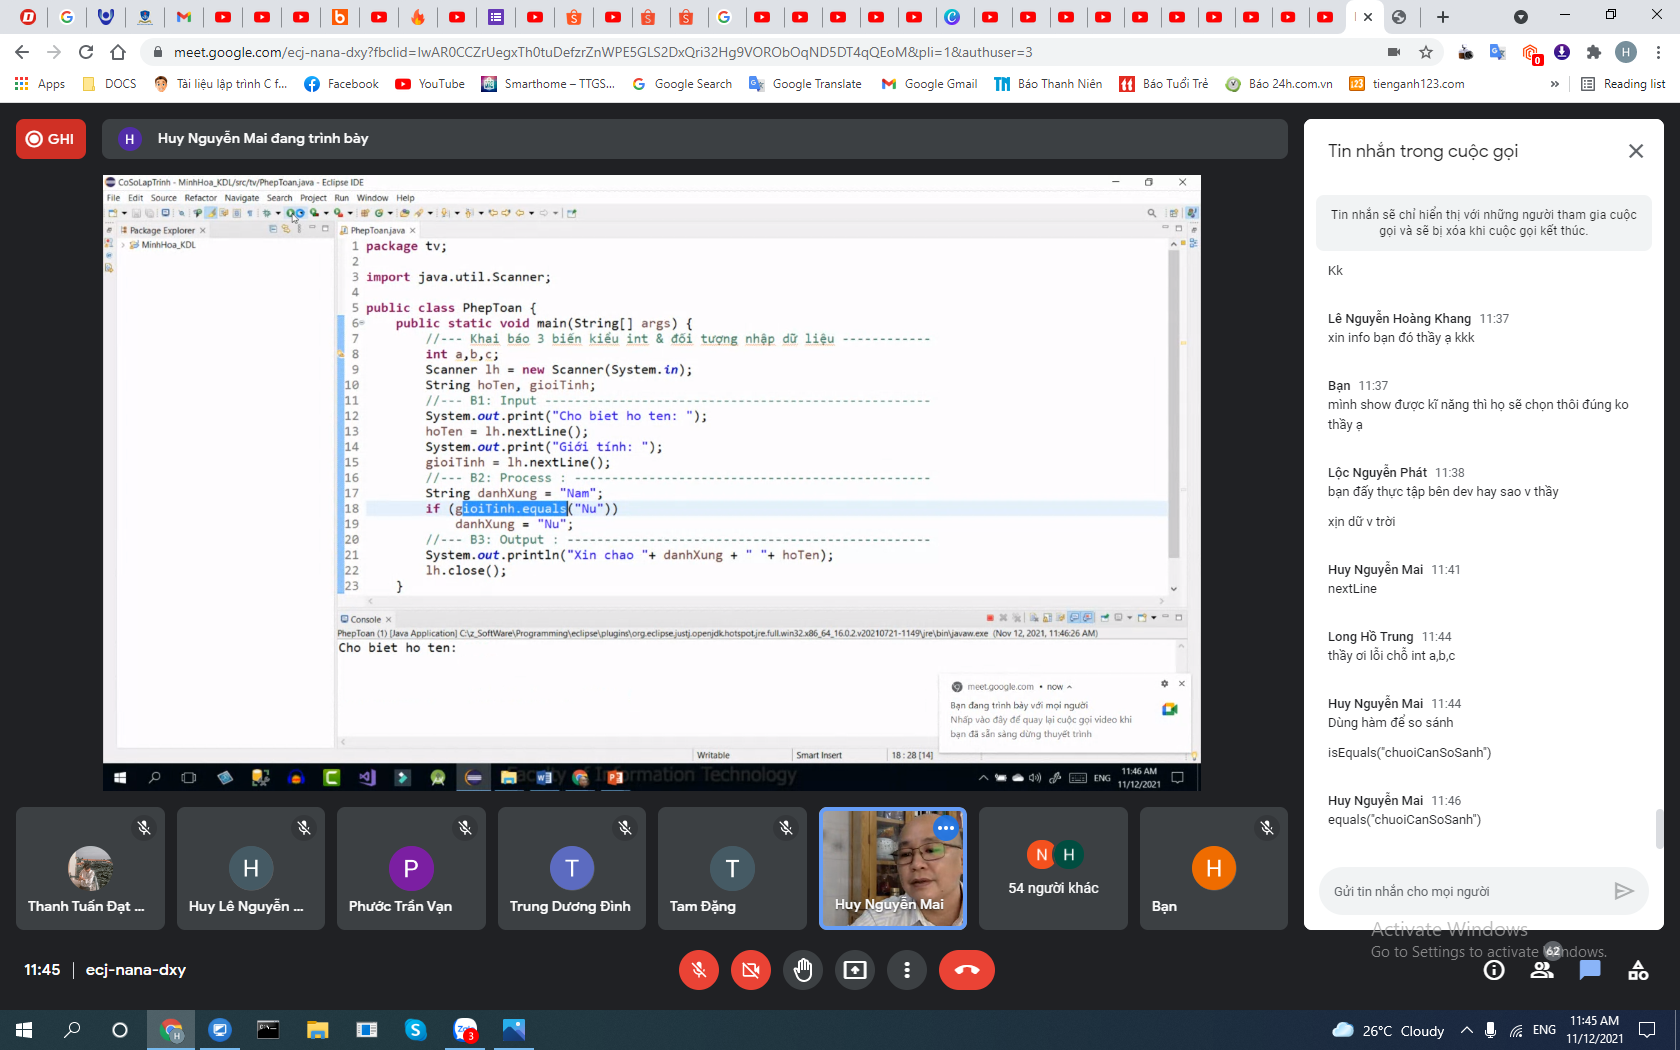 meet.google.com/ecj-nana-dxy?fbclid=IwAR0CCZrUegxTh0tuDefzrZnWPE5GLS2DxQri32Hg9VORObOqND5DT4qQEoM&pli=1&authuser=3
Apps
DOCS
Tài liệu lập trình C f...
Facebook
YouTube
Smarthome – TTGS...
Google Search
Google Translate
Google Gmail
Báo Thanh Niên
Báo Tuổi Trẻ
Báo 24h.com.vn
tienganh123.com
»
Reading list
GHI
H
Huy Nguyễn Mai đang trình bày
CoSoLapTrinh - MinhHoa_KDL/src/tv/PhepToan.java - Eclipse IDE
File Edit Source Refactor Navigate Search Project Run Window Help
Package Explorer
MinhHoa_KDL
PhepToan.java
1 package tv;
2
3 import java.util.Scanner;
4
5 public class PhepToan {
6 public static void main(String[] args) {
7 //--- Khai báo 3 biến kiểu int & đối tượng nhập dữ liệu ------------
8 int a,b,c;
9 Scanner lh = new Scanner(System.in);
10 String hoTen, gioiTinh;
11 //--- B1: Input ---------------------------------------------------
12 System.out.print("Cho biet ho ten: ");
13 hoTen = lh.nextLine();
14 System.out.print("Giới tính: ");
15 gioiTinh = lh.nextLine();
16 //--- B2: Process : ------------------------------------------------
17 String danhXung = "Nam";
18 if (gioiTinh.equals("Nu"))
19 danhXung = "Nu";
20 //--- B3: Output : ------------------------------------------------
21 System.out.println("Xin chao "+ danhXung + " "+ hoTen);
22 lh.close();
23 }
Console
PhepToan (1) [Java Application] C:\z_SoftWare\Programming\eclipse\plugins\org.eclipse.justj.openjdk.hotspot.jre.full.win32.x86_64_16.0.2.v20210721-1149\jre\bin\javaw.exe (Nov 12, 2021, 11:46:26 AM)
Cho biet ho ten:
meet.google.com • now
Bạn đang trình bày với mọi người
Nhấp vào đây để quay lại cuộc gọi video khi
bạn đã sẵn sàng dừng thuyết trình
Writable
Smart Insert
18 : 28 [14]
Information Technology
ENG
11:46 AM
11/12/2021
Tin nhắn trong cuộc gọi
Tin nhắn sẽ chỉ hiển thị với những người tham gia cuộc
gọi và sẽ bị xóa khi cuộc gọi kết thúc.
Kk
Lê Nguyễn Hoàng Khang 11:37
xin info bạn đó thầy ạ kkk
Bạn 11:37
mình show được kĩ năng thì họ sẽ chọn thôi đúng ko
thầy ạ
Lộc Nguyễn Phát 11:38
bạn đấy thực tập bên dev hay sao v thầy
xịn dữ v trời
Huy Nguyễn Mai 11:41
nextLine
Long Hồ Trung 11:44
thầy ơi lỗi chỗ int a,b,c
Huy Nguyễn Mai 11:44
Dùng hàm để so sánh
isEquals("chuoiCanSoSanh")
Huy Nguyễn Mai 11:46
equals("chuoiCanSoSanh")
Gửi tin nhắn cho mọi người
Thanh Tuấn Đạt ...
H
Huy Lê Nguyễn ...
P
Phước Trần Vạn
T
Trung Dương Đình
T
Tam Đặng
Huy Nguyễn Mai
N H
54 người khác
H
Bạn
Activate Windows
Go to Settings to activate Windows.
11:45 | ecj-nana-dxy
62
3
26°C Cloudy
ENG
11:45 AM
11/12/2021